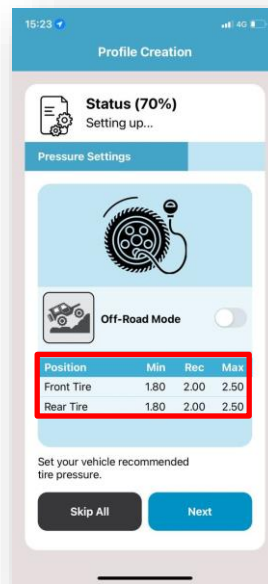 15:23 4G
Profile Creation
Status (70%)
Setting up...
Pressure Settings
Off-Road Mode
Position Min Rec Max
Front Tire 1.80 2.00 2.50
Rear Tire 1.80 2.00 2.50
Set your vehicle recommended
tire pressure.
Skip All Next